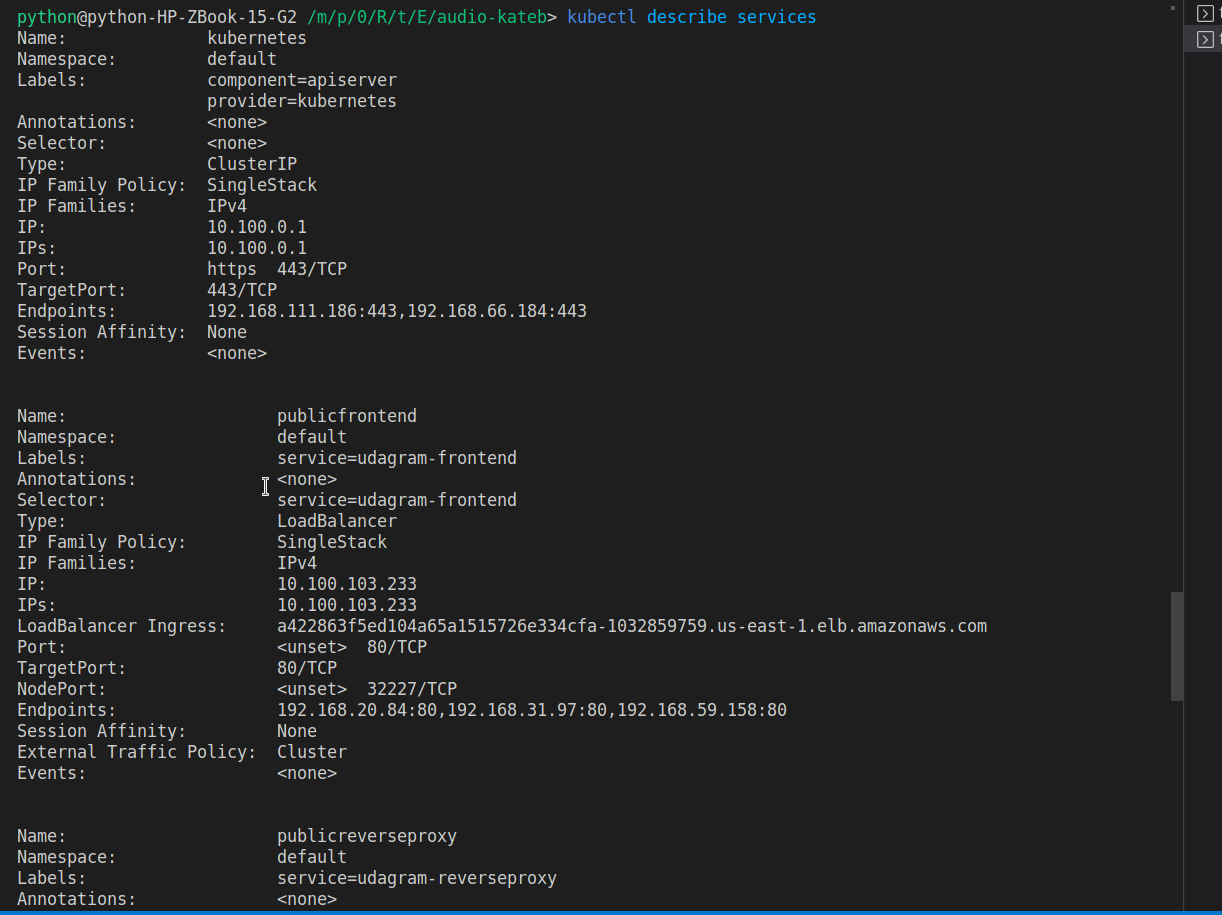 python@python-HP-ZBook-15-G2 /m/p/0/R/t/E/audio-kateb> kubectl describe services
Name:              kubernetes
Namespace:         default
Labels:            component=apiserver
                   provider=kubernetes
Annotations:       <none>
Selector:          <none>
Type:              ClusterIP
IP Family Policy:  SingleStack
IP Families:       IPv4
IP:                10.100.0.1
IPs:               10.100.0.1
Port:              https  443/TCP
TargetPort:        443/TCP
Endpoints:         192.168.111.186:443,192.168.66.184:443
Session Affinity:  None
Events:            <none>
Name:                     publicfrontend
Namespace:                default
Labels:                   service=udagram-frontend
Annotations:              <none>
Selector:                 service=udagram-frontend
Type:                     LoadBalancer
IP Family Policy:         SingleStack
IP Families:              IPv4
IP:                       10.100.103.233
IPs:                      10.100.103.233
LoadBalancer Ingress:     a422863f5ed104a65a1515726e334cfa-1032859759.us-east-1.elb.amazonaws.com
Port:                     <unset>  80/TCP
TargetPort:               80/TCP
NodePort:                 <unset>  32227/TCP
Endpoints:                192.168.20.84:80,192.168.31.97:80,192.168.59.158:80
Session Affinity:         None
External Traffic Policy:  Cluster
Events:                   <none>
Name:                     publicreverseproxy
Namespace:                default
Labels:                   service=udagram-reverseproxy
Annotations:              <none>